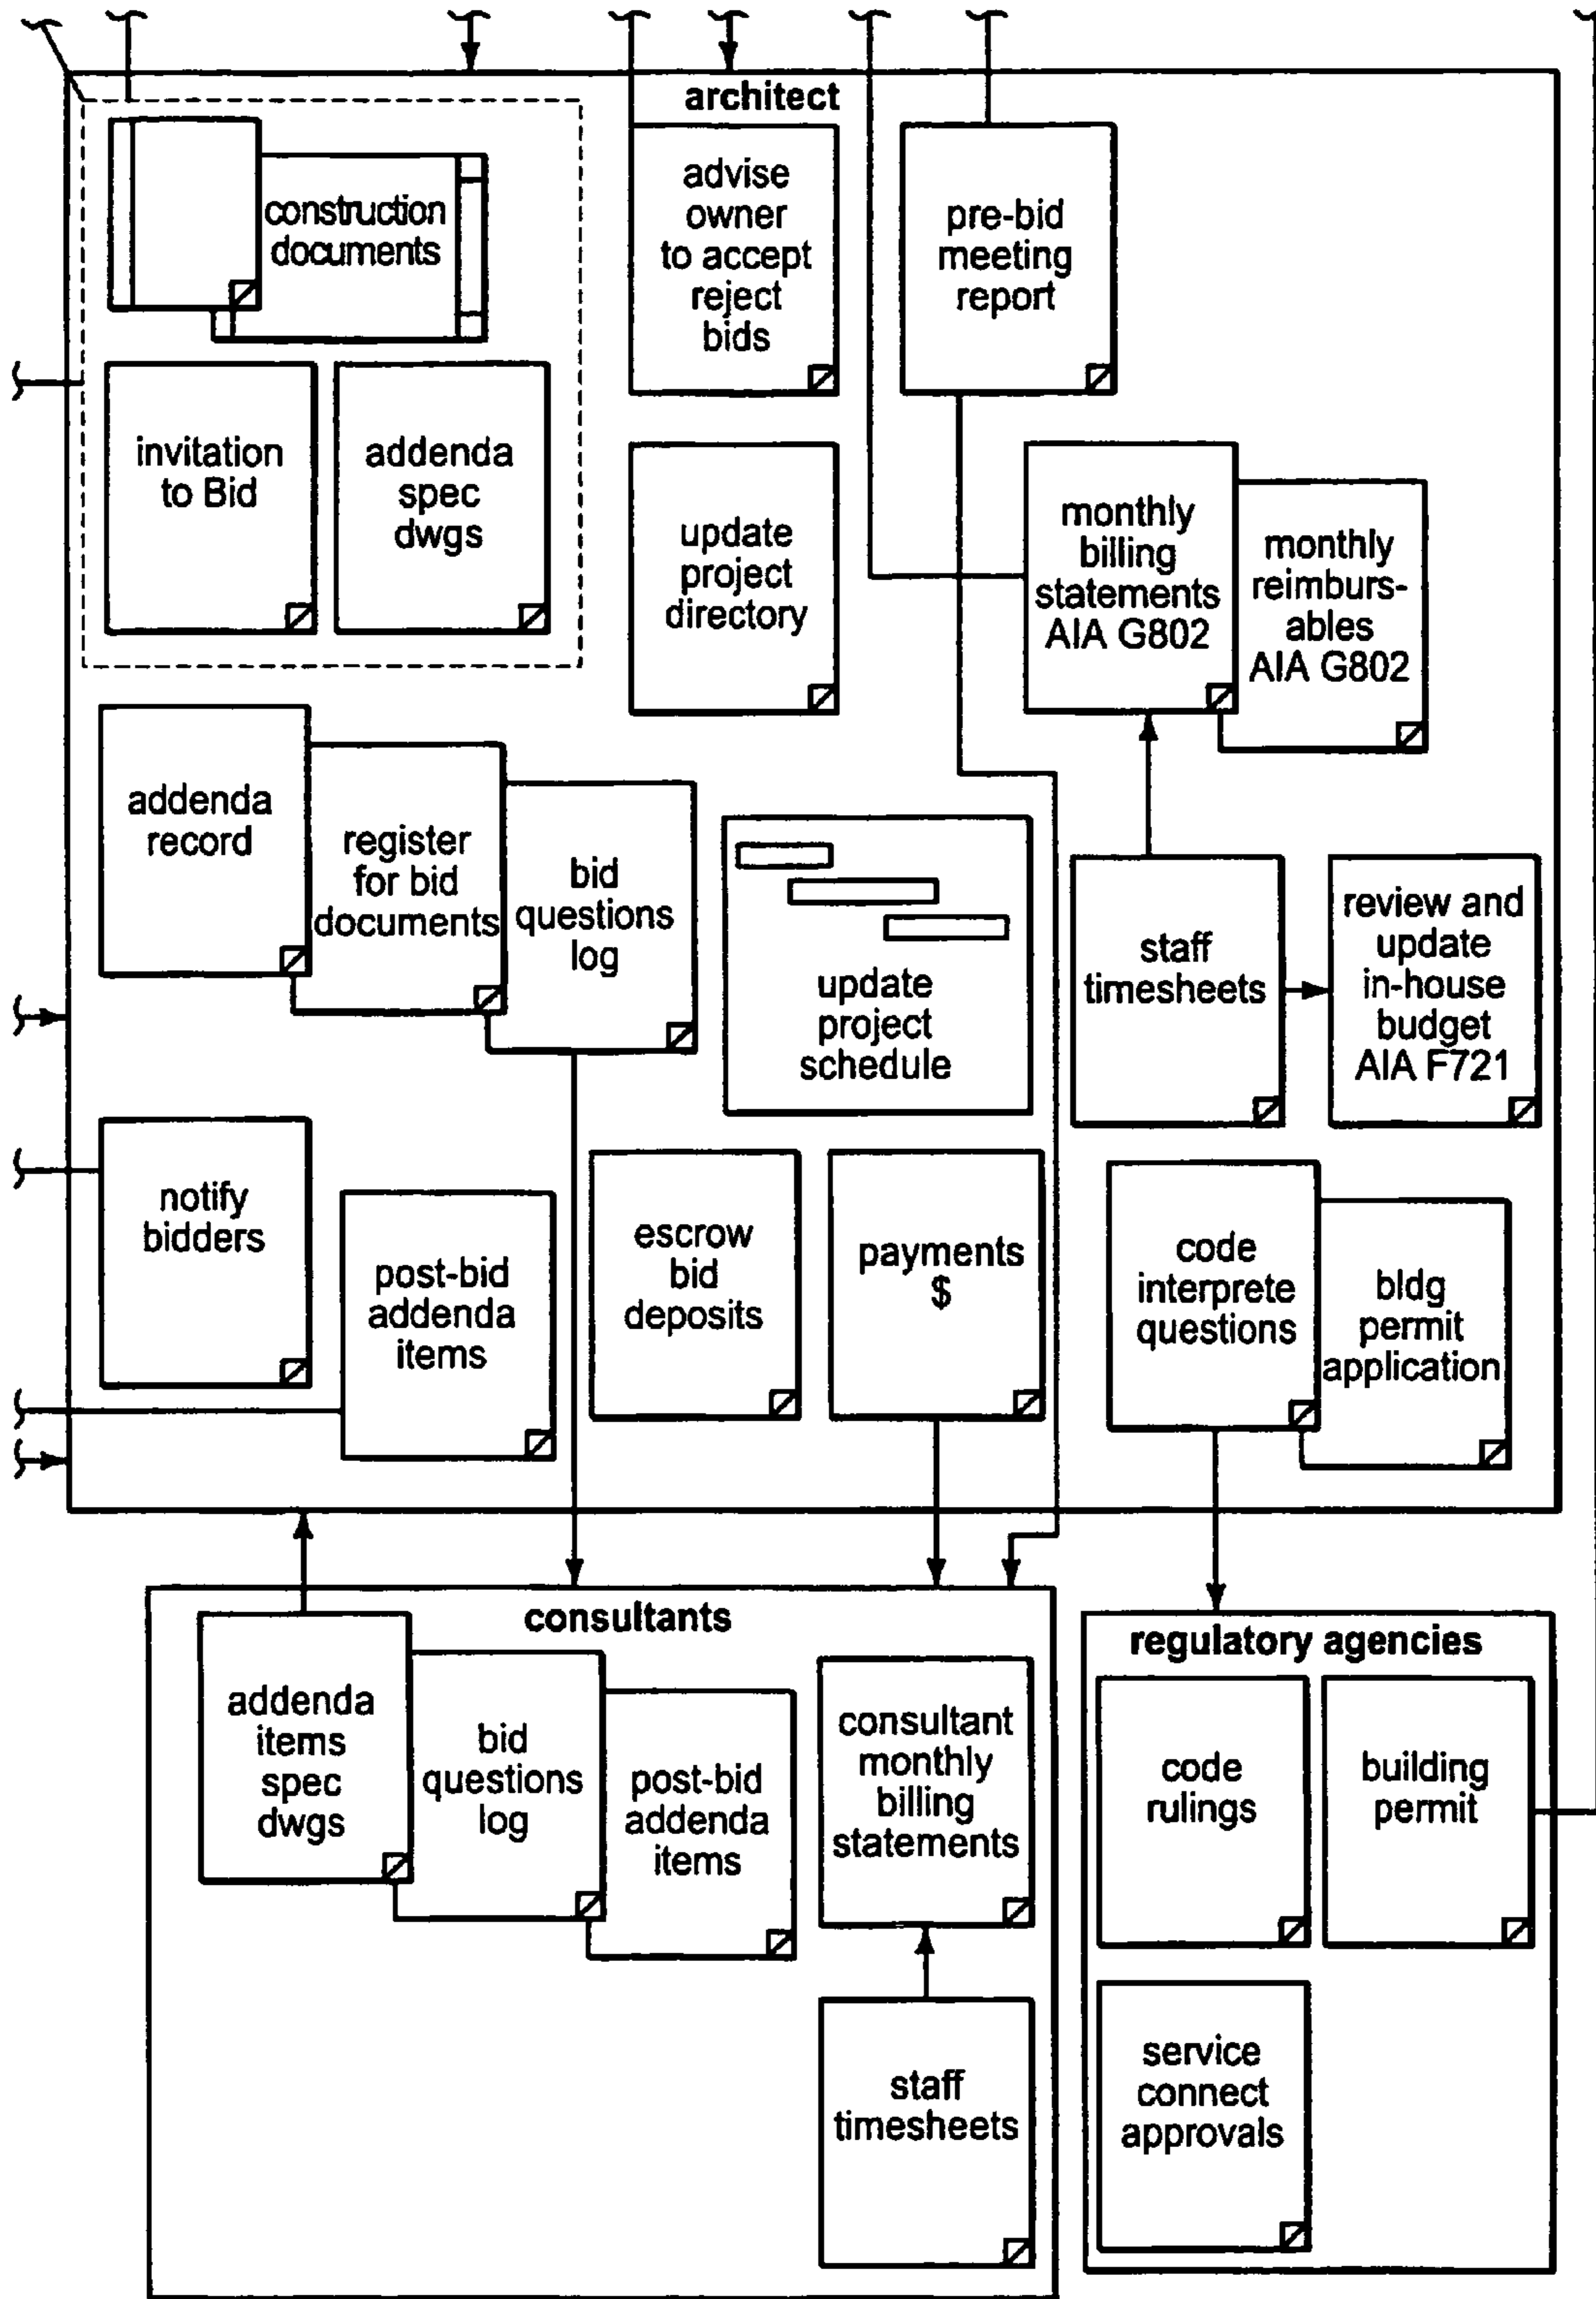 architect
construction
documents
advise
owner
to accept
reject
bids
pre-bid
meeting
report
invitation
to Bid
addenda
spec
dwgs
update
project
directory
monthly
billing
statements
AIA G802
monthly
reimburs-
ables
AIA G802
addenda
record
register
for bid
documents
bid
questions
log
update
project
schedule
staff
timesheets
review and
update
in-house
budget
AIA F721
notify
bidders
post-bid
addenda
items
escrow
bid
deposits
payments
$
code
interprete
questions
bldg
permit
application
consultants
addenda
items
spec
dwgs
bid
questions
log
post-bid
addenda
items
consultant
monthly
billing
statements
staff
timesheets
regulatory agencies
code
rulings
building
permit
service
connect
approvals